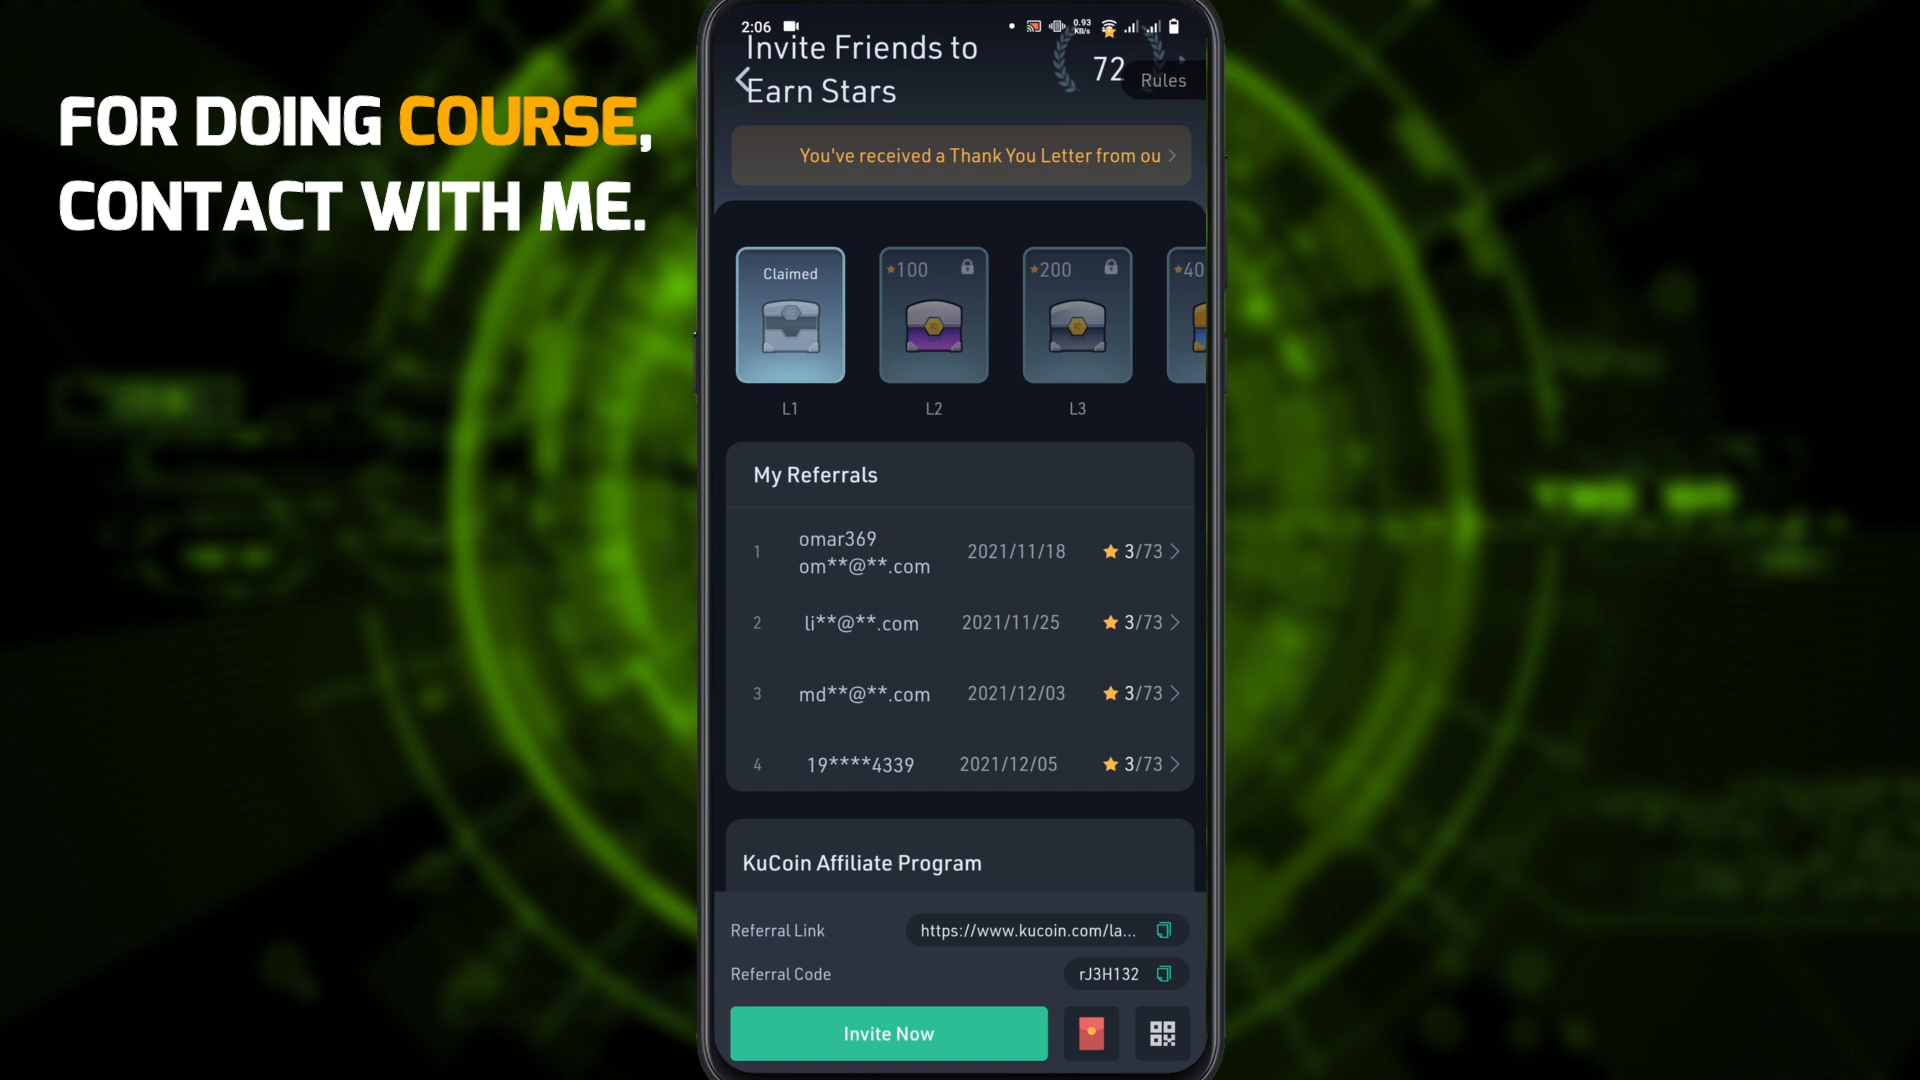 FOR DOING COURSE,
CONTACT WITH ME.
2:06
0.93
KB/s
Invite Friends to
Earn Stars
72
Rules
You've received a Thank You Letter from ou
Claimed
100
200
40
L1
L2
L3
My Referrals
1 omar369 om**@**.com 2021/11/18 3/73
2 li**@**.com 2021/11/25 3/73
3 md**@**.com 2021/12/03 3/73
4 19****4339 2021/12/05 3/73
KuCoin Affiliate Program
Referral Link https://www.kucoin.com/la...
Referral Code rJ3H132
Invite Now